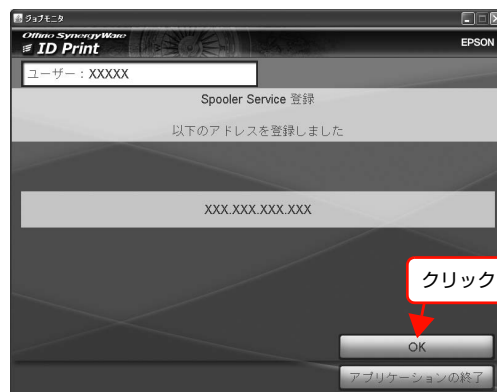 ジョブモニタ
Offirio SynergyWare
ID Print
EPSON
ユーザー：XXXXX
Spooler Service 登録
以下のアドレスを登録しました
XXX.XXX.XXX.XXX
クリック
OK
アプリケーションの終了